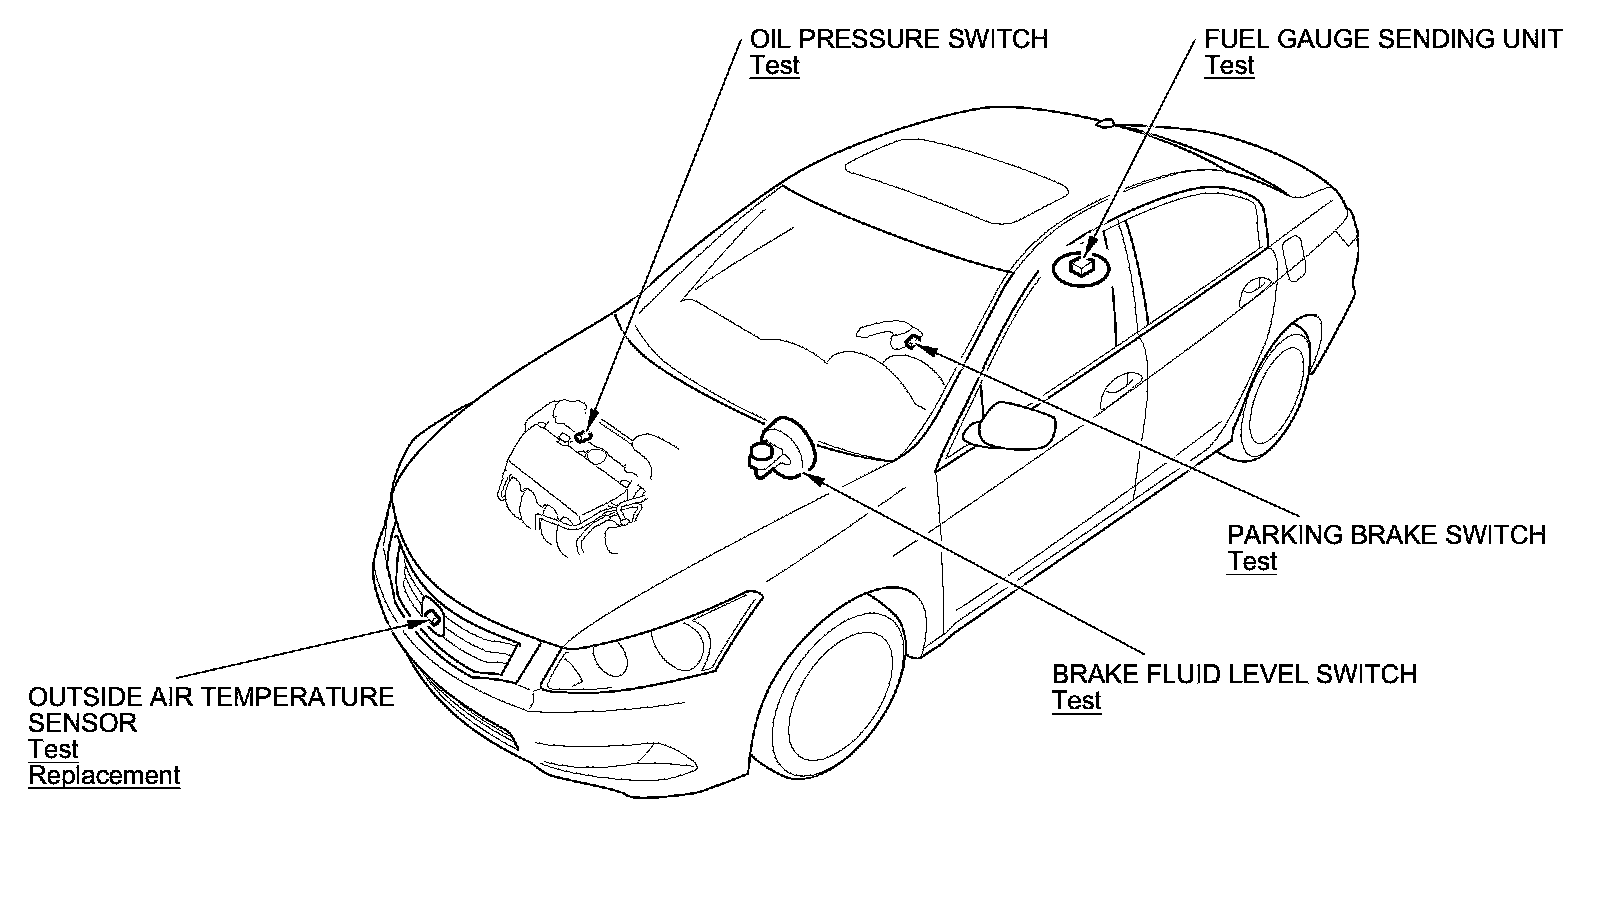 OIL PRESSURE SWITCH
Test
FUEL GAUGE SENDING UNIT
Test
PARKING BRAKE SWITCH
Test
BRAKE FLUID LEVEL SWITCH
Test
OUTSIDE AIR TEMPERATURE
SENSOR
Test
Replacement